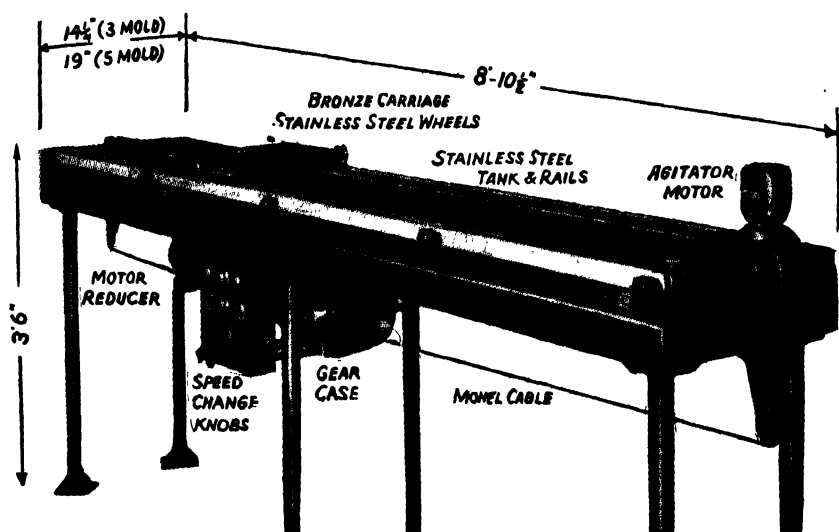 14¼" (3 MOLD)
19" (5 MOLD)
8'-10½"
BRONZE CARRIAGE
STAINLESS STEEL WHEELS
STAINLESS STEEL
TANK & RAILS
AGITATOR
MOTOR
MOTOR
REDUCER
3'6"
SPEED
CHANGE
KNOBS
GEAR
CASE
MONEL CABLE